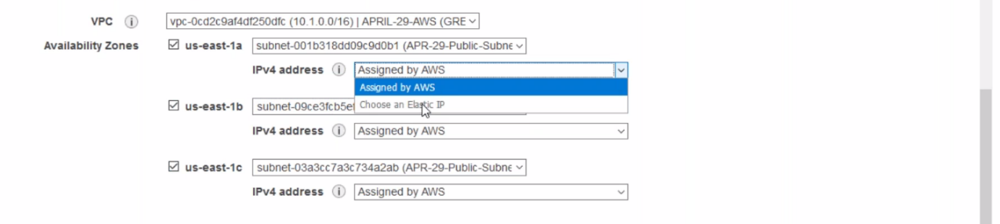 VPC i vpc-0cd2c9af4df250dfc (10.1.0.0/16) | APRIL-29-AWS (GRE
Availability Zones us-east-1a subnet-001b318dd09c9d0b1 (APR-29-Public-Subne
IPv4 address i Assigned by AWS
Assigned by AWS
Choose an Elastic IP
us-east-1b subnet-09ce3fcb5e
IPv4 address i Assigned by AWS
us-east-1c subnet-03a3cc7a3c734a2ab (APR-29-Public-Subne
IPv4 address i Assigned by AWS